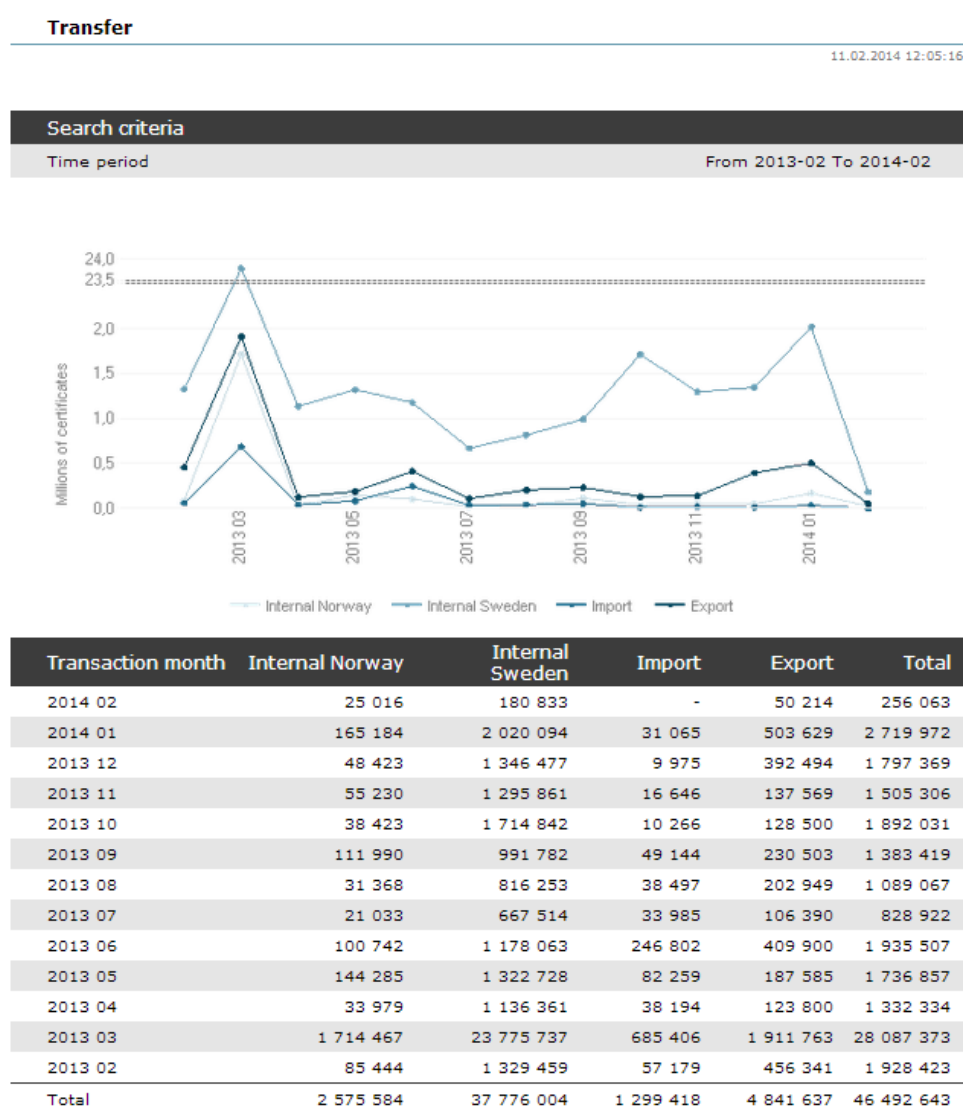 Transfer
11.02.2014 12:05:16
Search criteria
Time period From 2013-02 To 2014-02
24,0
23,5
2,0
1,5
1,0
0,5
0,0
Millions of certificates
2013 03 2013 05 2013 07 2013 09 2013 11 2014 01
Internal Norway Internal Sweden Import Export
Transaction month Internal Norway Internal Sweden Import Export Total
2014 02 25 016 180 833 - 50 214 256 063
2014 01 165 184 2 020 094 31 065 503 629 2 719 972
2013 12 48 423 1 346 477 9 975 392 494 1 797 369
2013 11 55 230 1 295 861 16 646 137 569 1 505 306
2013 10 38 423 1 714 842 10 266 128 500 1 892 031
2013 09 111 990 991 782 49 144 230 503 1 383 419
2013 08 31 368 816 253 38 497 202 949 1 089 067
2013 07 21 033 667 514 33 985 106 390 828 922
2013 06 100 742 1 178 063 246 802 409 900 1 935 507
2013 05 144 285 1 322 728 82 259 187 585 1 736 857
2013 04 33 979 1 136 361 38 194 123 800 1 332 334
2013 03 1 714 467 23 775 737 685 406 1 911 763 28 087 373
2013 02 85 444 1 329 459 57 179 456 341 1 928 423
Total 2 575 584 37 776 004 1 299 418 4 841 637 46 492 643